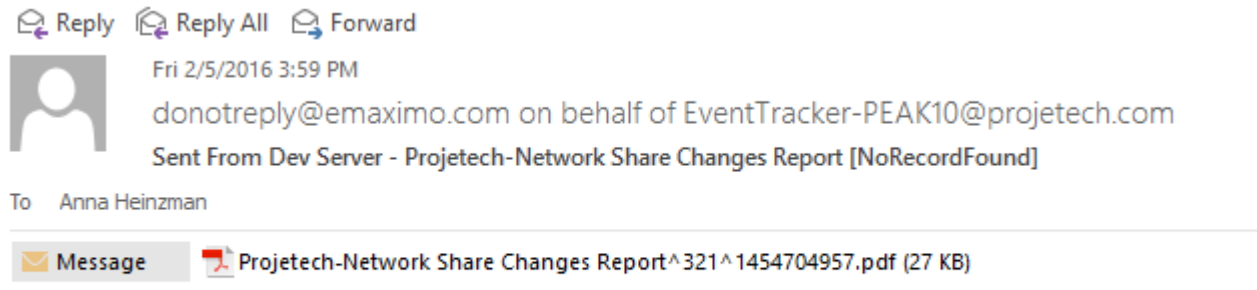 Reply Reply All Forward
Fri 2/5/2016 3:59 PM
donotreply@emaximo.com on behalf of EventTracker-PEAK10@projetech.com
Sent From Dev Server - Projetech-Network Share Changes Report [NoRecordFound]
To Anna Heinzman
Message Projetech-Network Share Changes Report^321^1454704957.pdf (27 KB)